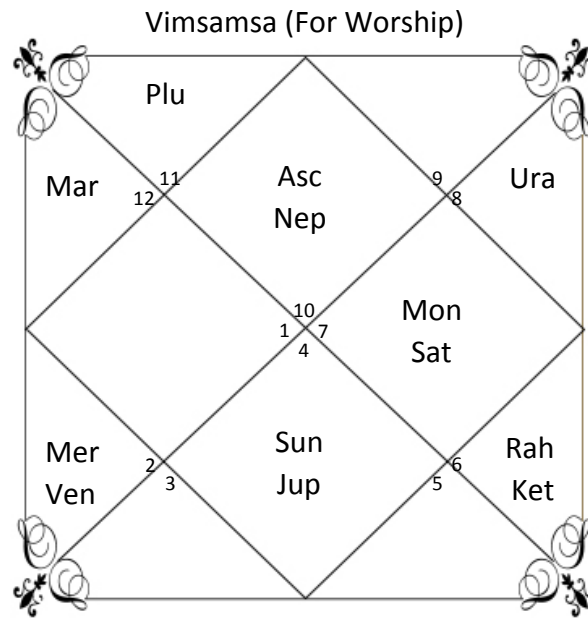 Vimsamsa (For Worship)
Plu
Mar
11
12
Asc
Nep
9
8
Ura
10
1 7
4
Mon
Sat
Mer
Ven
2
3
Sun
Jup
6
5
Rah
Ket